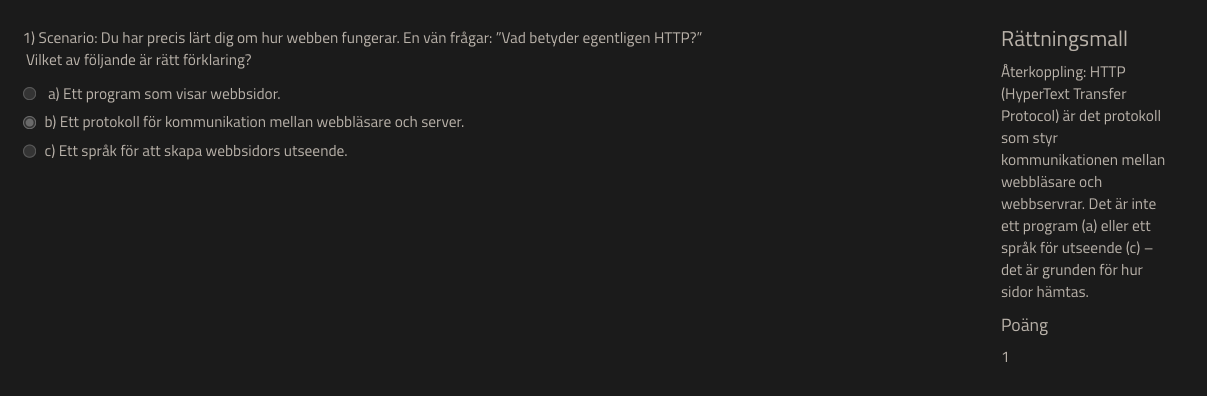 1) Scenario: Du har precis lärt dig om hur webben fungerar. En vän frågar: ”Vad betyder egentligen HTTP?”
Vilket av följande är rätt förklaring?
a) Ett program som visar webbsidor.
b) Ett protokoll för kommunikation mellan webbläsare och server.
c) Ett språk för att skapa webbsidors utseende.
Rättningsmall
Återkoppling: HTTP
(HyperText Transfer
Protocol) är det protokoll
som styr
kommunikationen mellan
webbläsare och
webbservrar. Det är inte
ett program (a) eller ett
språk för utseende (c) –
det är grunden för hur
sidor hämtas.
Poäng
1